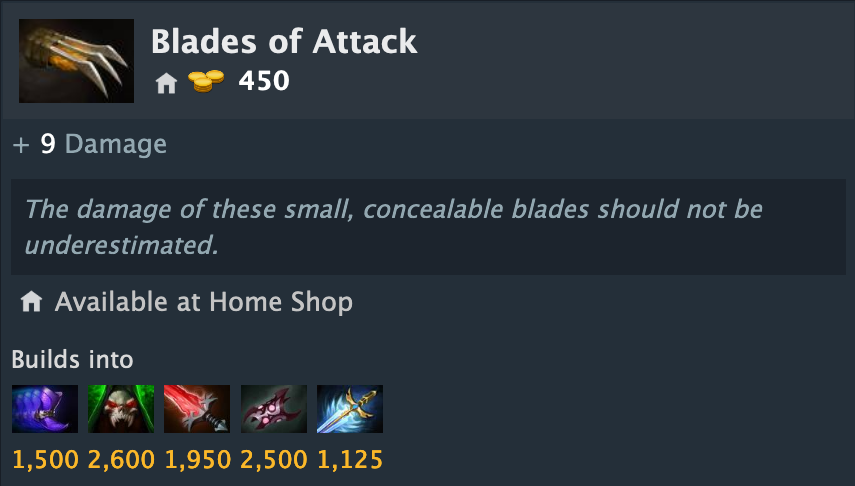 Blades of Attack
450
+ 9 Damage
The damage of these small, concealable blades should not be
underestimated.
Available at Home Shop
Builds into
1,500 2,600 1,950 2,500 1,125